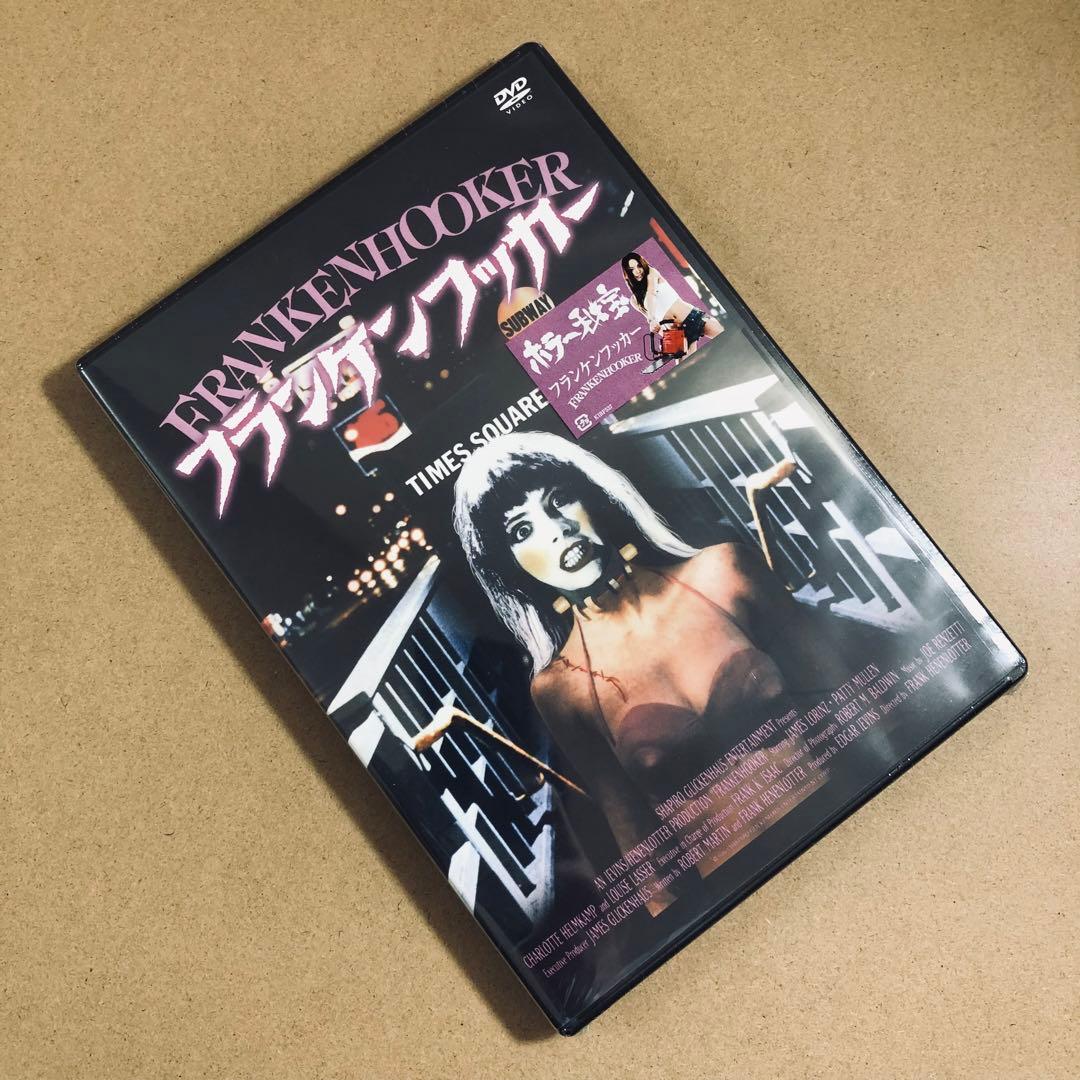 DVD
VIDEO
FRANKENHOOKER
フランケンフッカー
SUBWAY
ホラー秘宝
フランケンフッカー
FRANKENHOOKER
TIMES SQUARE
SHAPIRO GLICKENHAUS ENTERTAINMENT Presents
AN IEVINS/HENENLOTTER PRODUCTION "FRANKENHOOKER" Starring JAMES LORINZ • PATTY MULLEN
CHARLOTTE HELMKAMP and LOUISE LASSER Executive in Charge of Production FRANK K. ISAAC Director of Photography ROBERT M. BALDWIN Music by JOE RENZETTI
Executive Producer JAMES GLICKENHAUS Written by ROBERT MARTIN and FRANK HENENLOTTER Produced by EDGAR IEVINS Directed by FRANK HENENLOTTER